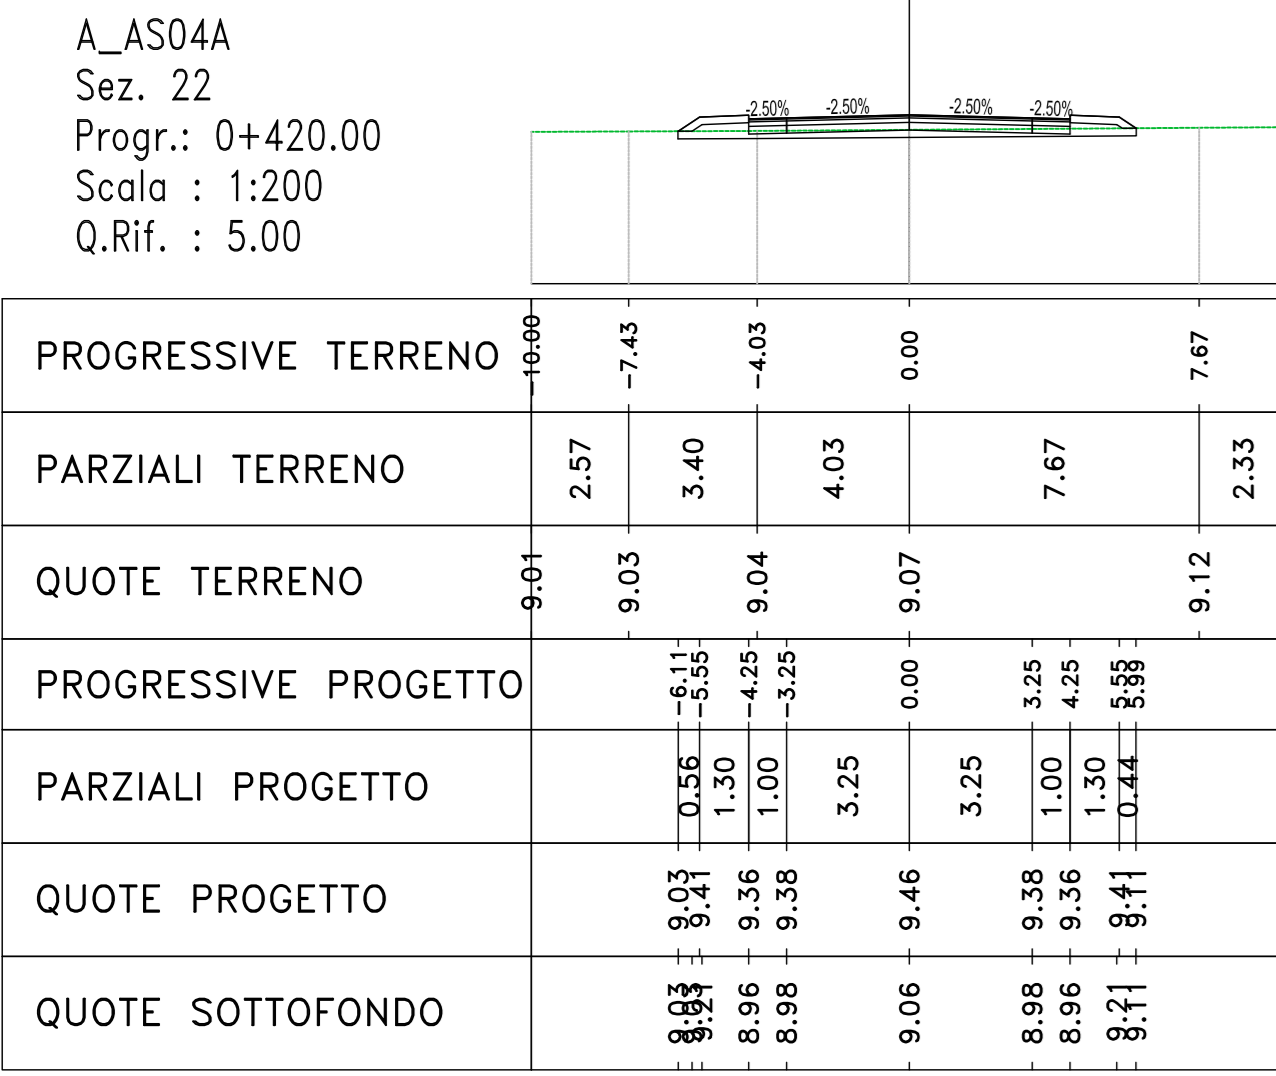 A_AS04A
Sez. 22
Progr.: 0+420.00
Scala : 1:200
Q.Rif. : 5.00
-2.50% -2.50% -2.50% -2.50%
PROGRESSIVE TERRENO -10.00 -7.43 -4.03 0.00 7.67
PARZIALI TERRENO 2.57 3.40 4.03 7.67 2.33
QUOTE TERRENO 9.01 9.03 9.04 9.07 9.12
PROGRESSIVE PROGETTO -6.11 -5.55 -4.25 -3.25 0.00 3.25 4.25 5.55 5.99
PARZIALI PROGETTO 0.56 1.30 1.00 3.25 3.25 1.00 1.30 0.44
QUOTE PROGETTO 9.03 9.41 9.36 9.38 9.46 9.38 9.36 9.41 9.11
QUOTE SOTTOFONDO 9.03 9.21 8.96 8.98 9.06 8.98 8.96 9.21 9.11